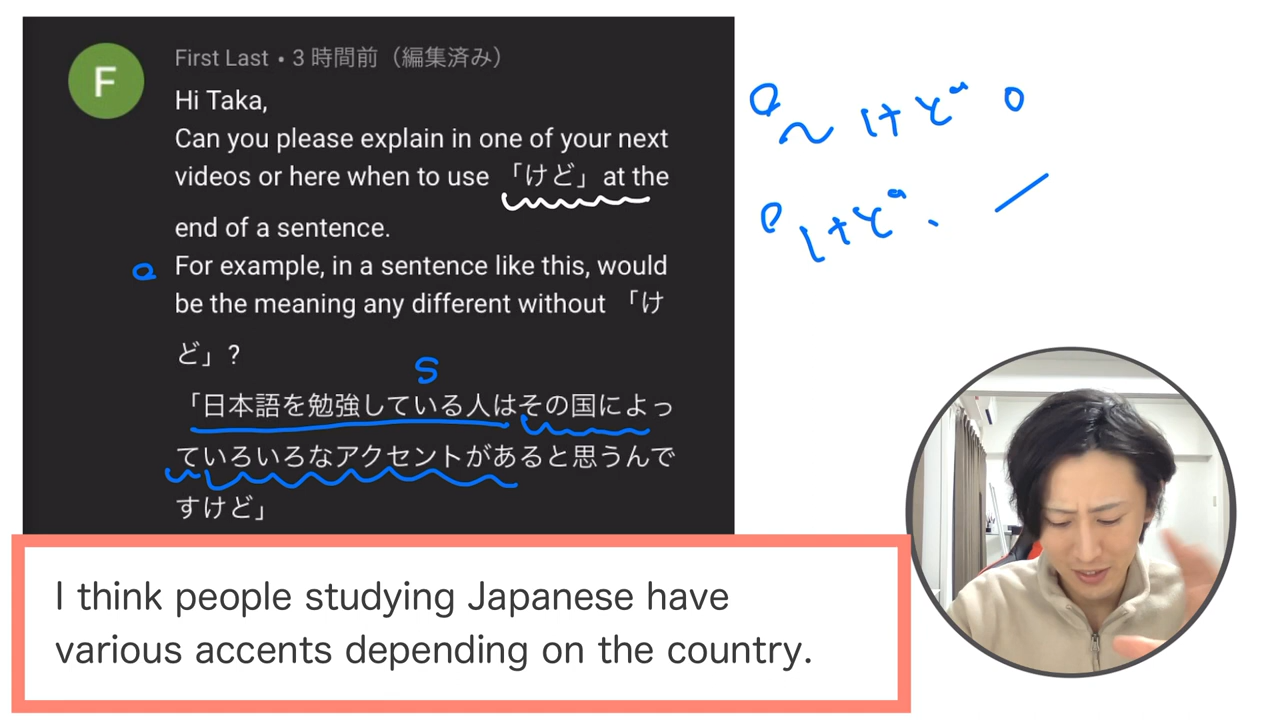 F
First Last • 3 時間前（編集済み）
Hi Taka,
Can you please explain in one of your next
videos or here when to use 「けど」 at the
end of a sentence.
For example, in a sentence like this, would
be the meaning any different without 「け
ど」 ?
S
「日本語を勉強している人はその国によっ
ていろいろなアクセントがあると思うんで
すけど」
I think people studying Japanese have
various accents depending on the country.
〜 けど 。
けど 、 —